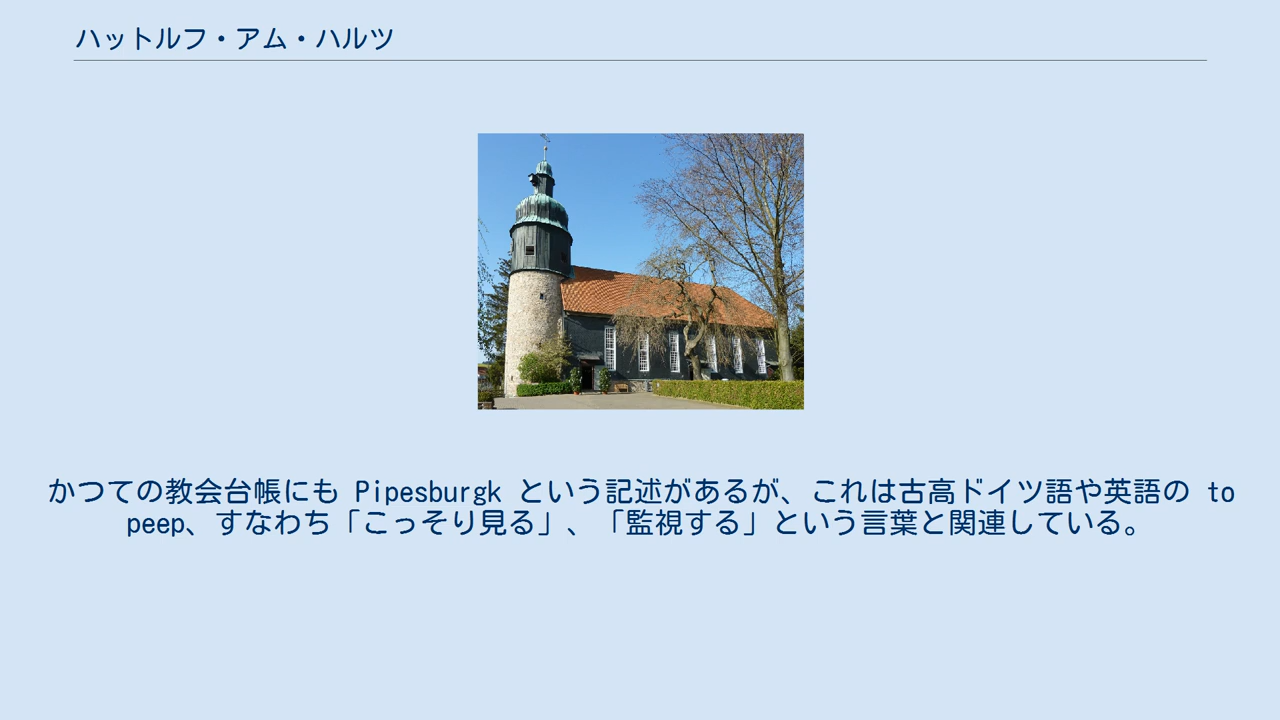 ハットルフ・アム・ハルツ
かつての教会台帳にも Pipesburgk という記述があるが、これは古高ドイツ語や英語の to
peep、すなわち「こっそり見る」、「監視する」という言葉と関連している。